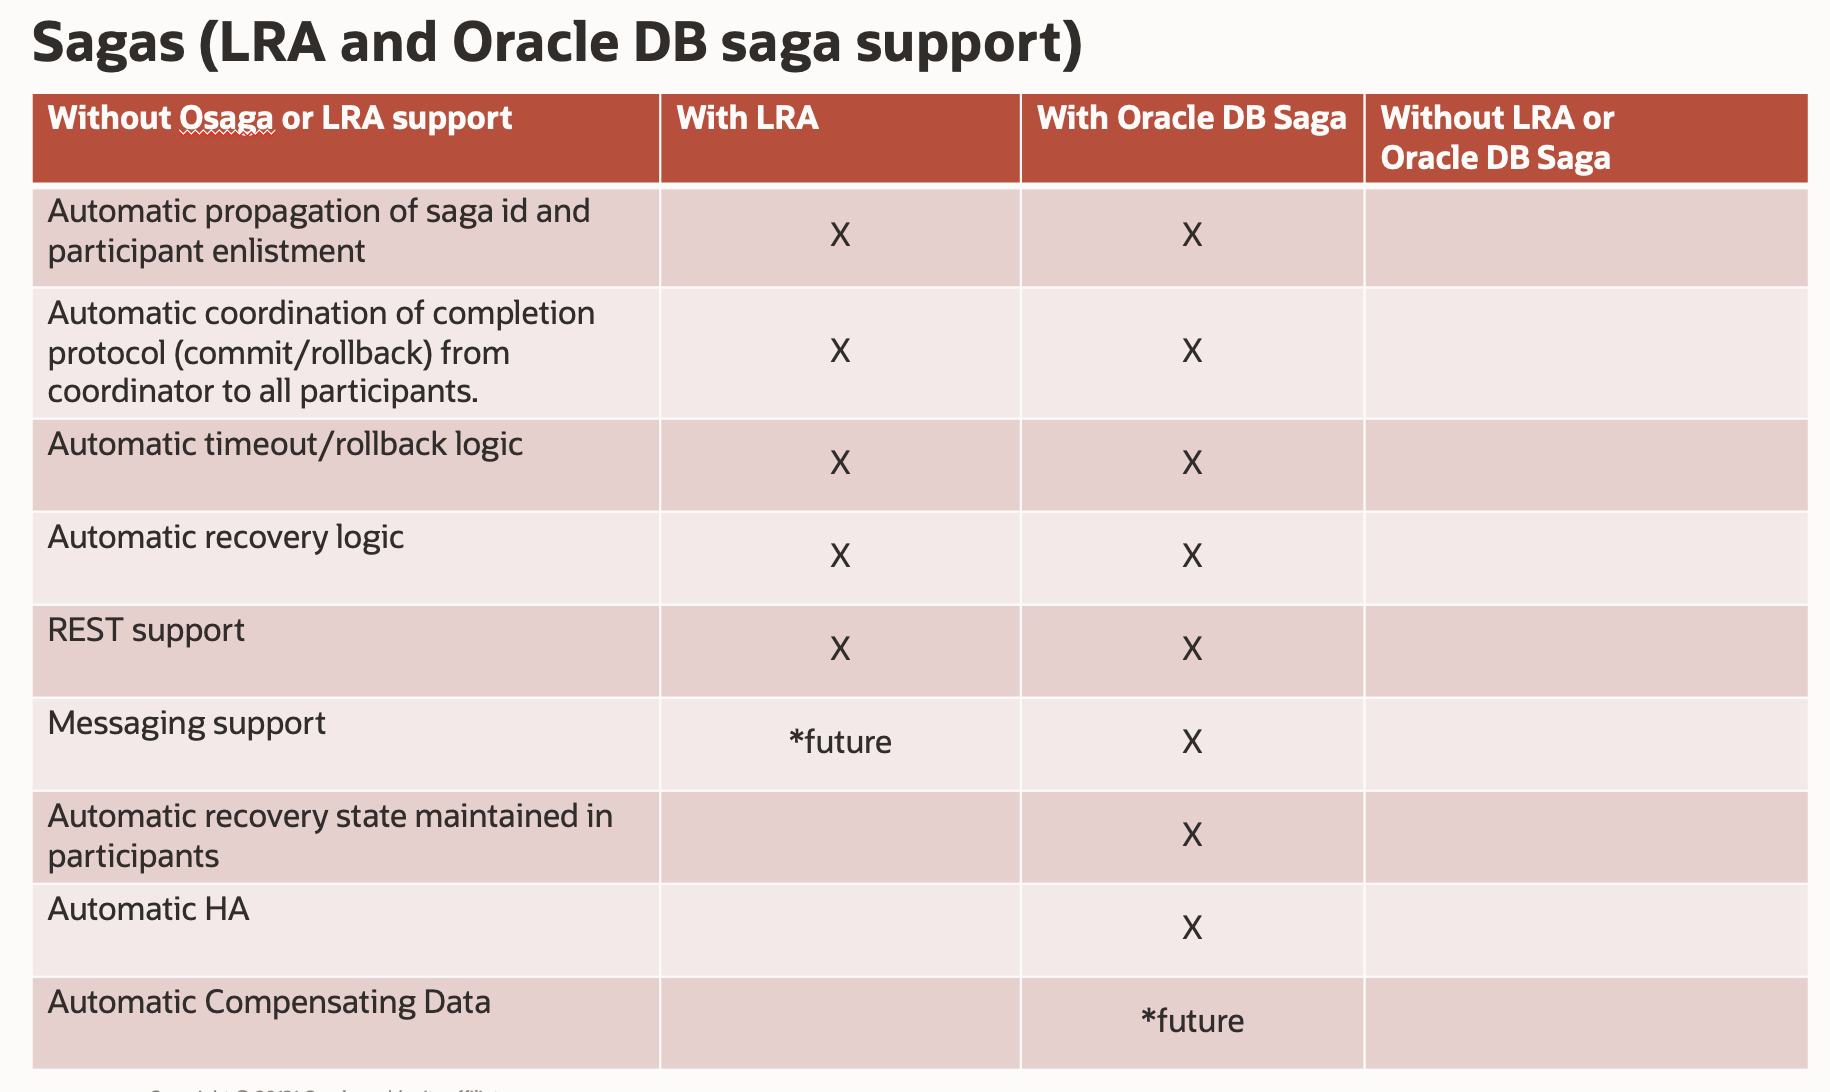 Sagas (LRA and Oracle DB saga support)
Without Osaga or LRA support
With LRA
With Oracle DB Saga
Without LRA or
Oracle DB Saga
Automatic propagation of saga id and
participant enlistment
X
X
Automatic coordination of completion
protocol (commit/rollback) from
coordinator to all participants.
X
X
Automatic timeout/rollback logic
X
X
Automatic recovery logic
X
X
REST support
X
X
Messaging support
*future
X
Automatic recovery state maintained in
participants
X
Automatic HA
X
Automatic Compensating Data
*future